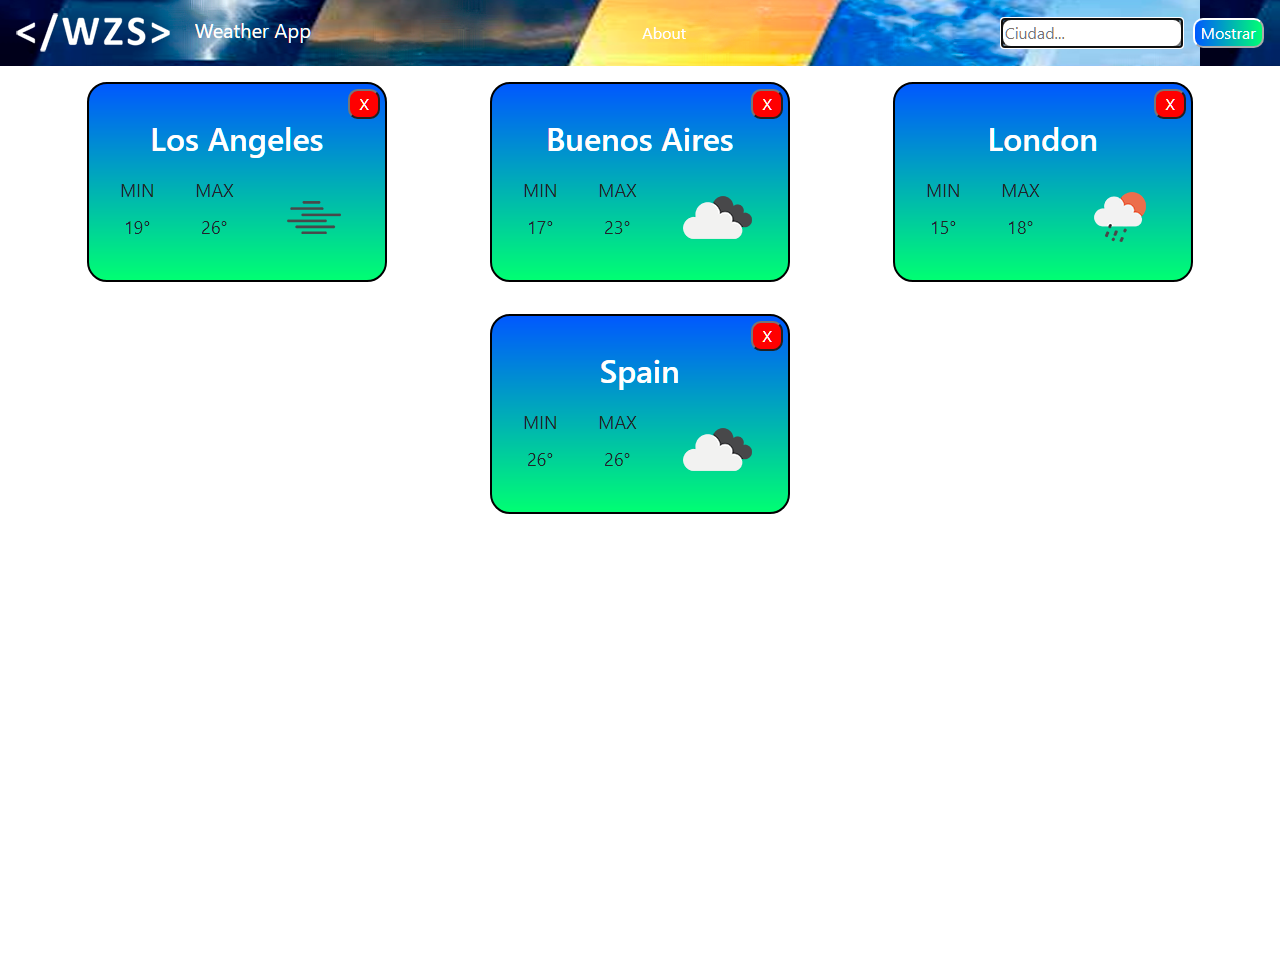 </WZS> Weather App About Ciudad... Mostrar
X X X
Los Angeles Buenos Aires London
MIN MAX MIN MAX MIN MAX
19° 26° 17° 23° 15° 18°
X
Spain
MIN MAX
26° 26°